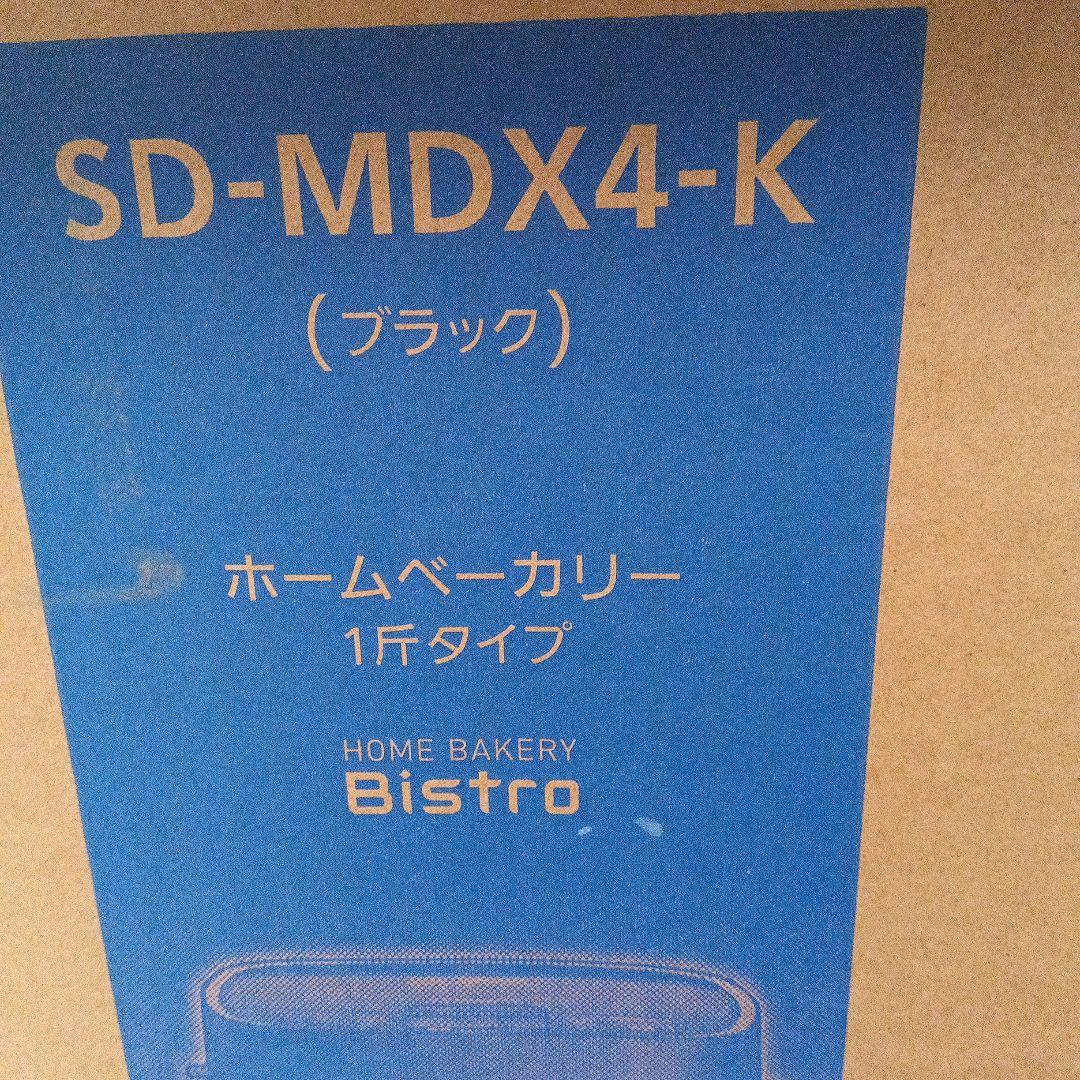 SD-MDX4-K
(ブラック)
ホームベーカリー
1斤タイプ
HOME BAKERY
Bistro